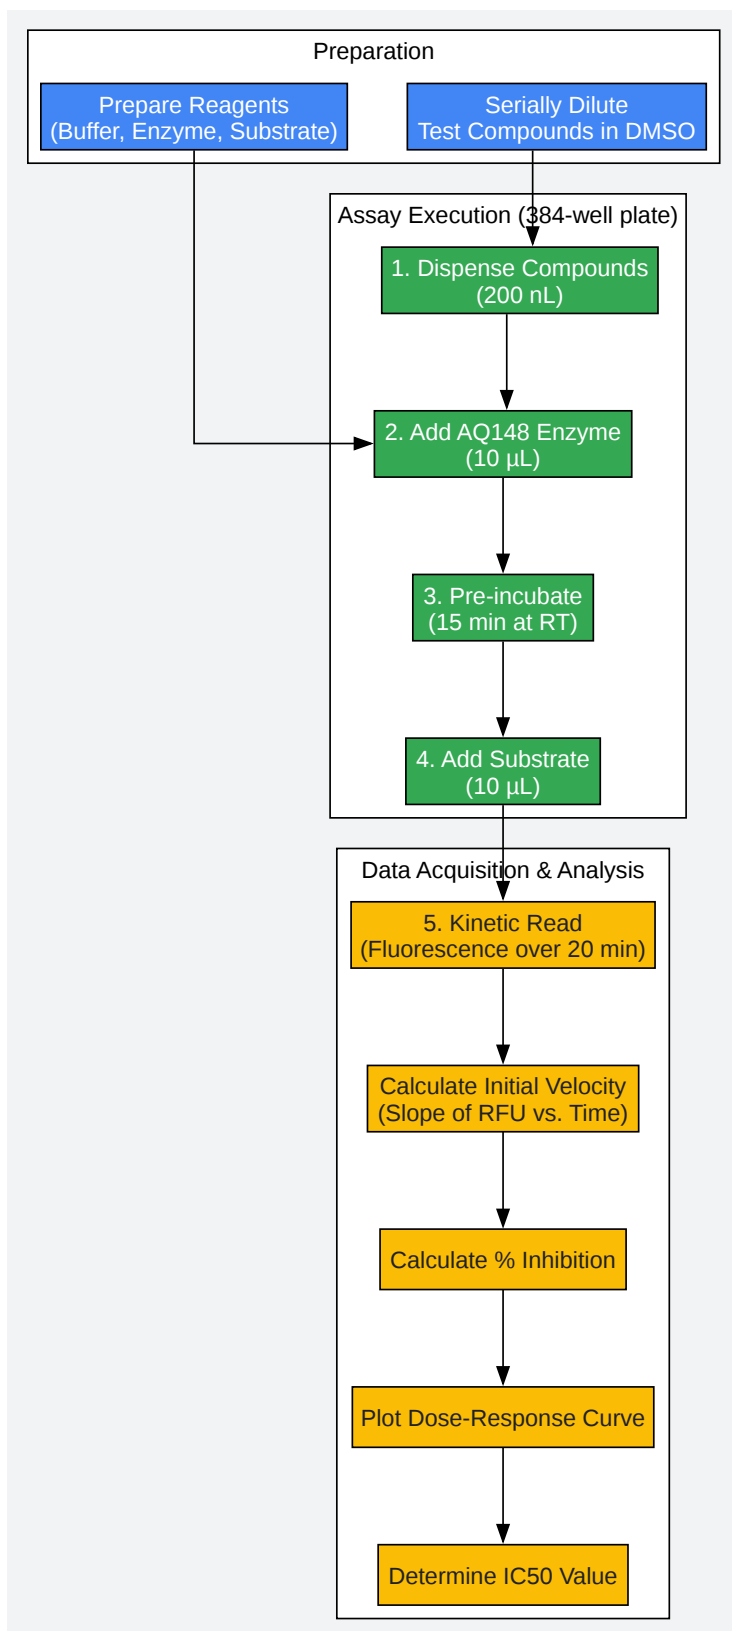 Preparation
Prepare Reagents
(Buffer, Enzyme, Substrate)
Serially Dilute
Test Compounds in DMSO
Assay Execution (384-well plate)
1. Dispense Compounds
(200 nL)
2. Add AQ148 Enzyme
(10 µL)
3. Pre-incubate
(15 min at RT)
4. Add Substrate
(10 µL)
Data Acquisition & Analysis
5. Kinetic Read
(Fluorescence over 20 min)
Calculate Initial Velocity
(Slope of RFU vs. Time)
Calculate % Inhibition
Plot Dose-Response Curve
Determine IC50 Value